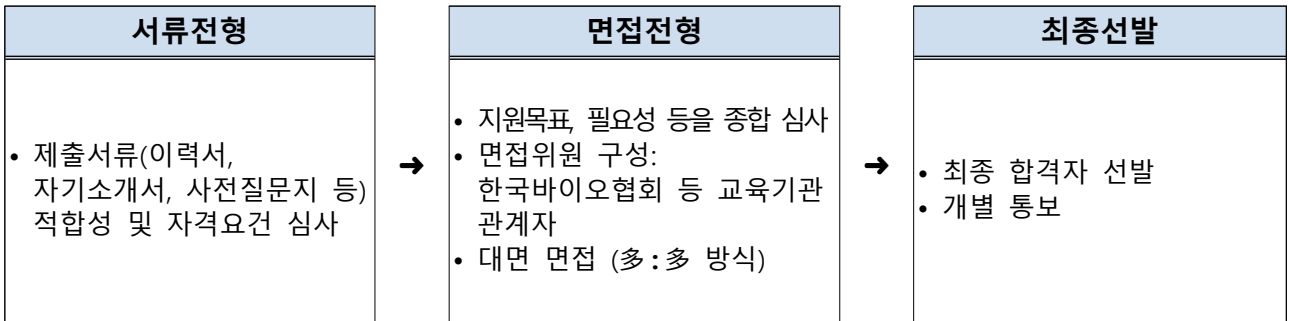 서류전형
• 제출서류(이력서,
자기소개서, 사전질문지 등)
적합성 및 자격요건 심사
➜
면접전형
• 지원목표, 필요성 등을 종합 심사
• 면접위원 구성:
한국바이오협회 등 교육기관
관계자
• 대면 면접 (多:多 방식)
➜
최종선발
• 최종 합격자 선발
• 개별 통보